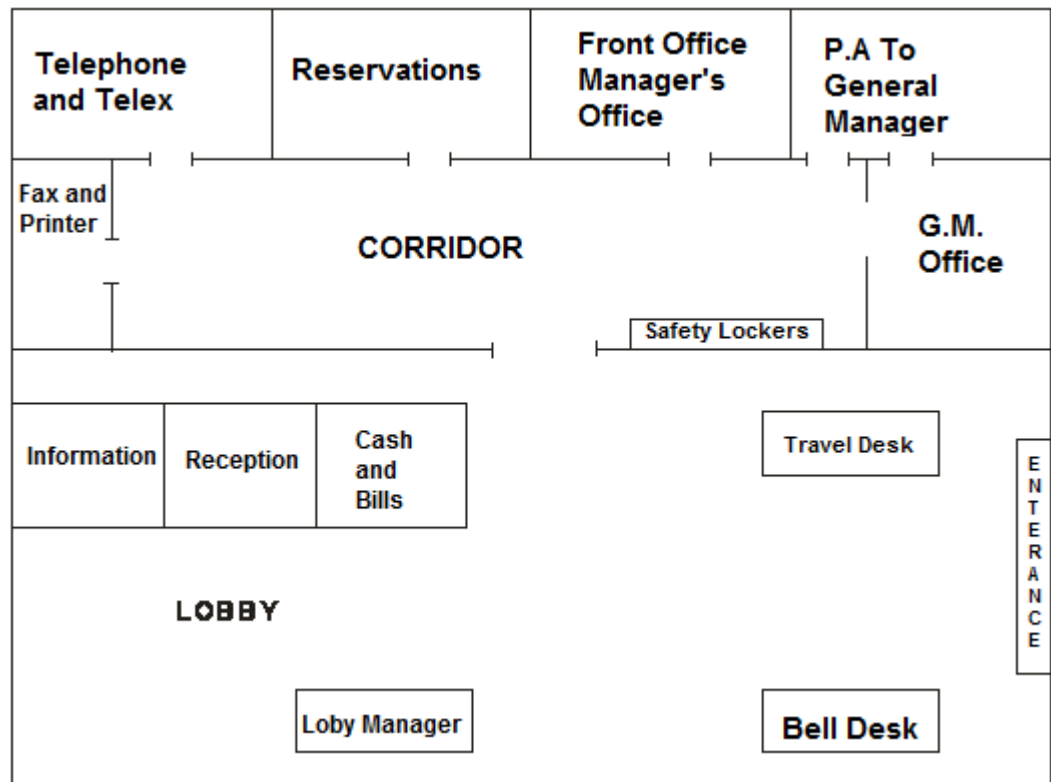 Telephone
and Telex
Reservations
Front Office
Manager's
Office
P.A To
General
Manager
Fax and
Printer
CORRIDOR
G.M.
Office
Safety Lockers
Information
Reception
Cash
and
Bills
Travel Desk
ENTERANCE
LOBBY
Loby Manager
Bell Desk